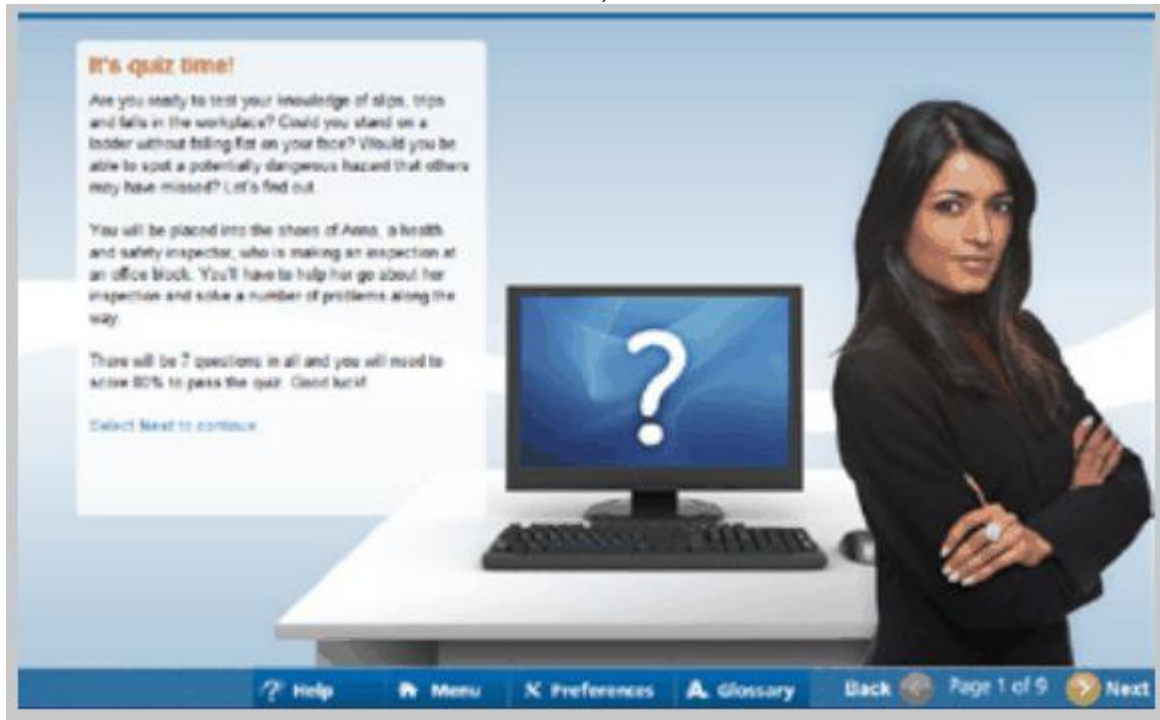 It's quiz time!
Are you ready to test your knowledge of slips, trips
and falls in the workplace? Could you stand on a
ladder without falling flat on your face? Would you be
able to spot a potentially dangerous hazard that others
may have missed? Let's find out.
You will be placed into the shoes of Anna, a health
and safety inspector, who is making an inspection at
an office block. You'll have to help her go about her
inspection and solve a number of problems along the
way.
There will be 7 questions in all and you will need to
score 80% to pass the quiz. Good luck!
Select Next to continue.
? Help Menu Preferences A Glossary Back Page 1 of 9 Next